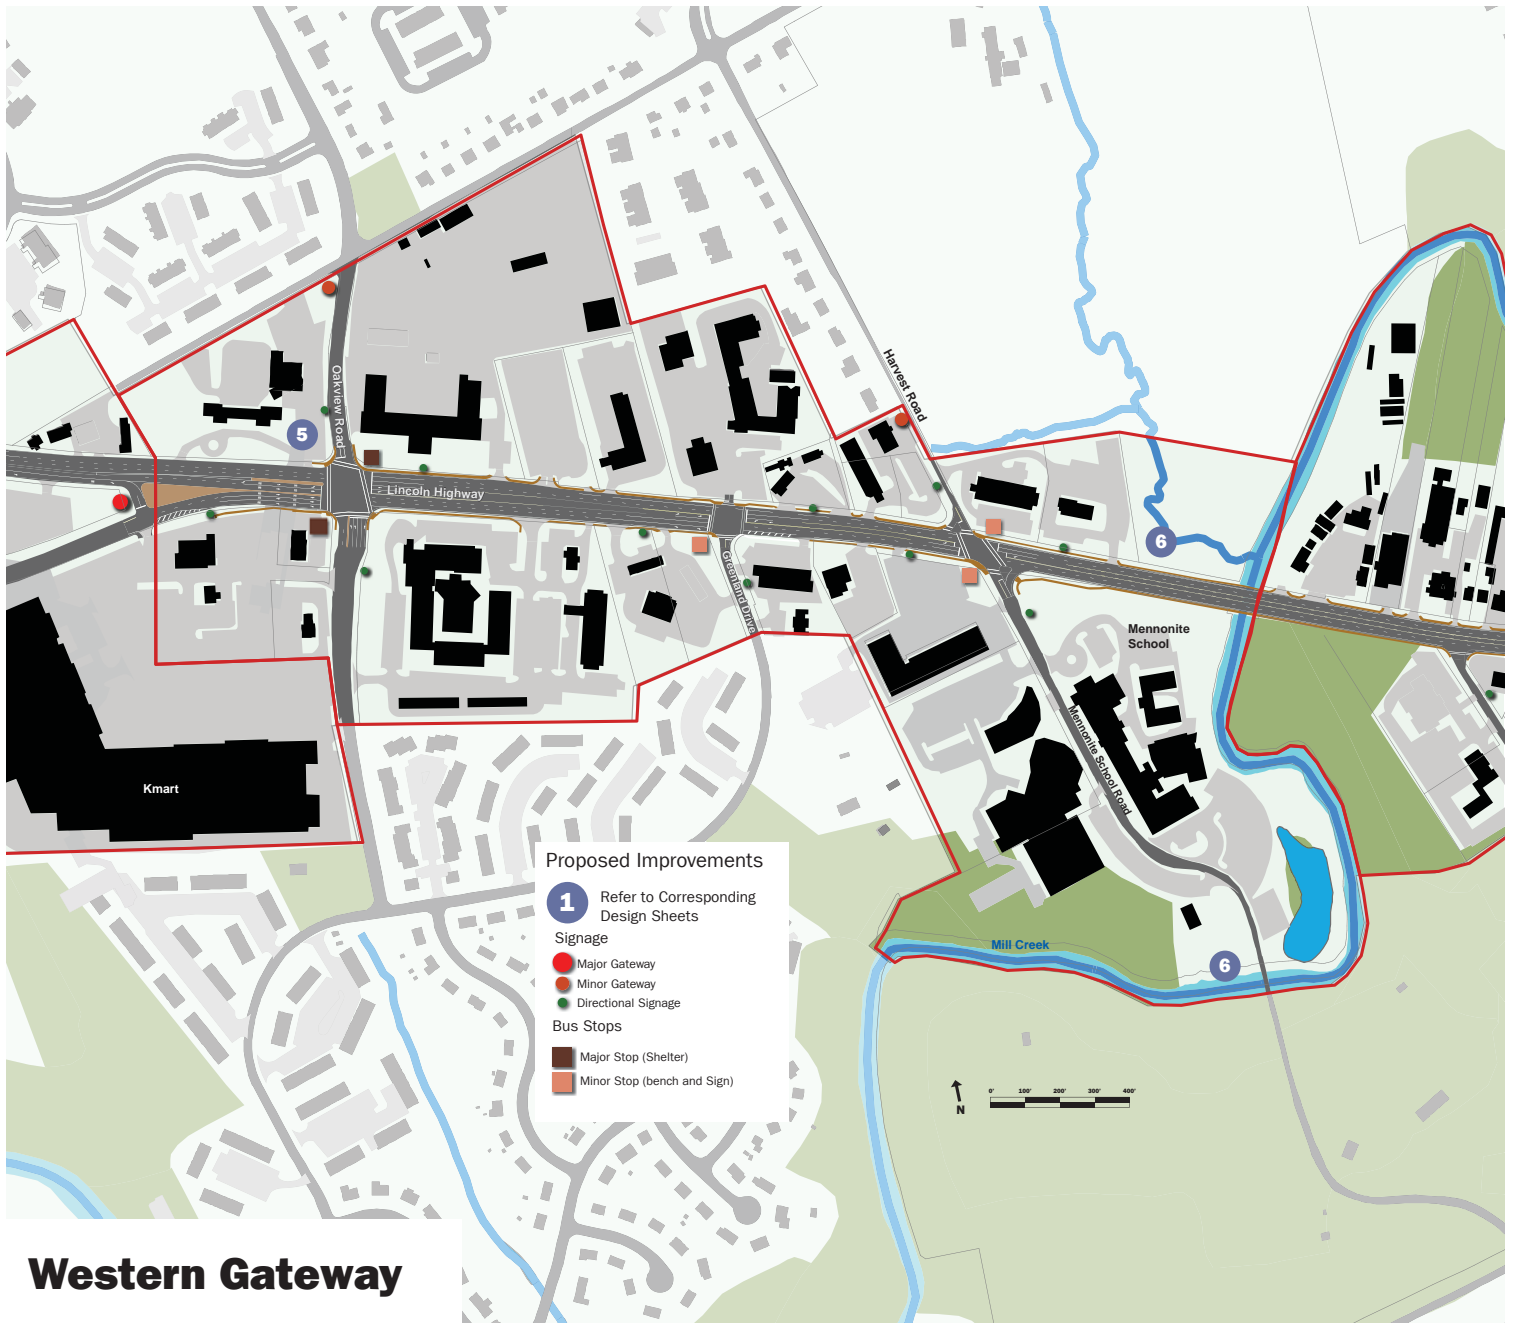 Harvest Road
Oakview Road
5
Lincoln Highway
6
Greenland Drive
Mennonite
School
Mennonite School Road
Kmart
Proposed Improvements
1
Refer to Corresponding
Design Sheets
Signage
Major Gateway
Minor Gateway
Directional Signage
Bus Stops
Major Stop (Shelter)
Minor Stop (bench and Sign)
Mill Creek
6
N
0' 100' 200' 300' 400'
Western Gateway